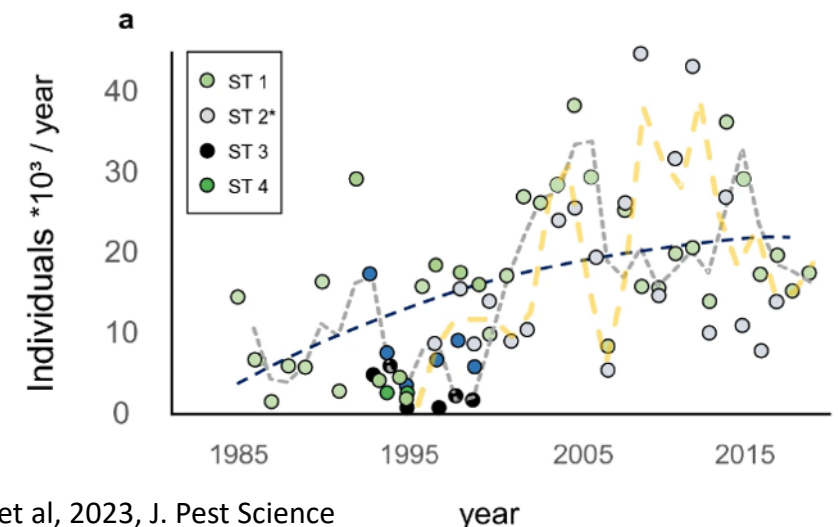 a
Individuals *10³ / year
40
30
20
10
0
ST 1
ST 2*
ST 3
ST 4
1985 1995 2005 2015
year
et al, 2023, J. Pest Science